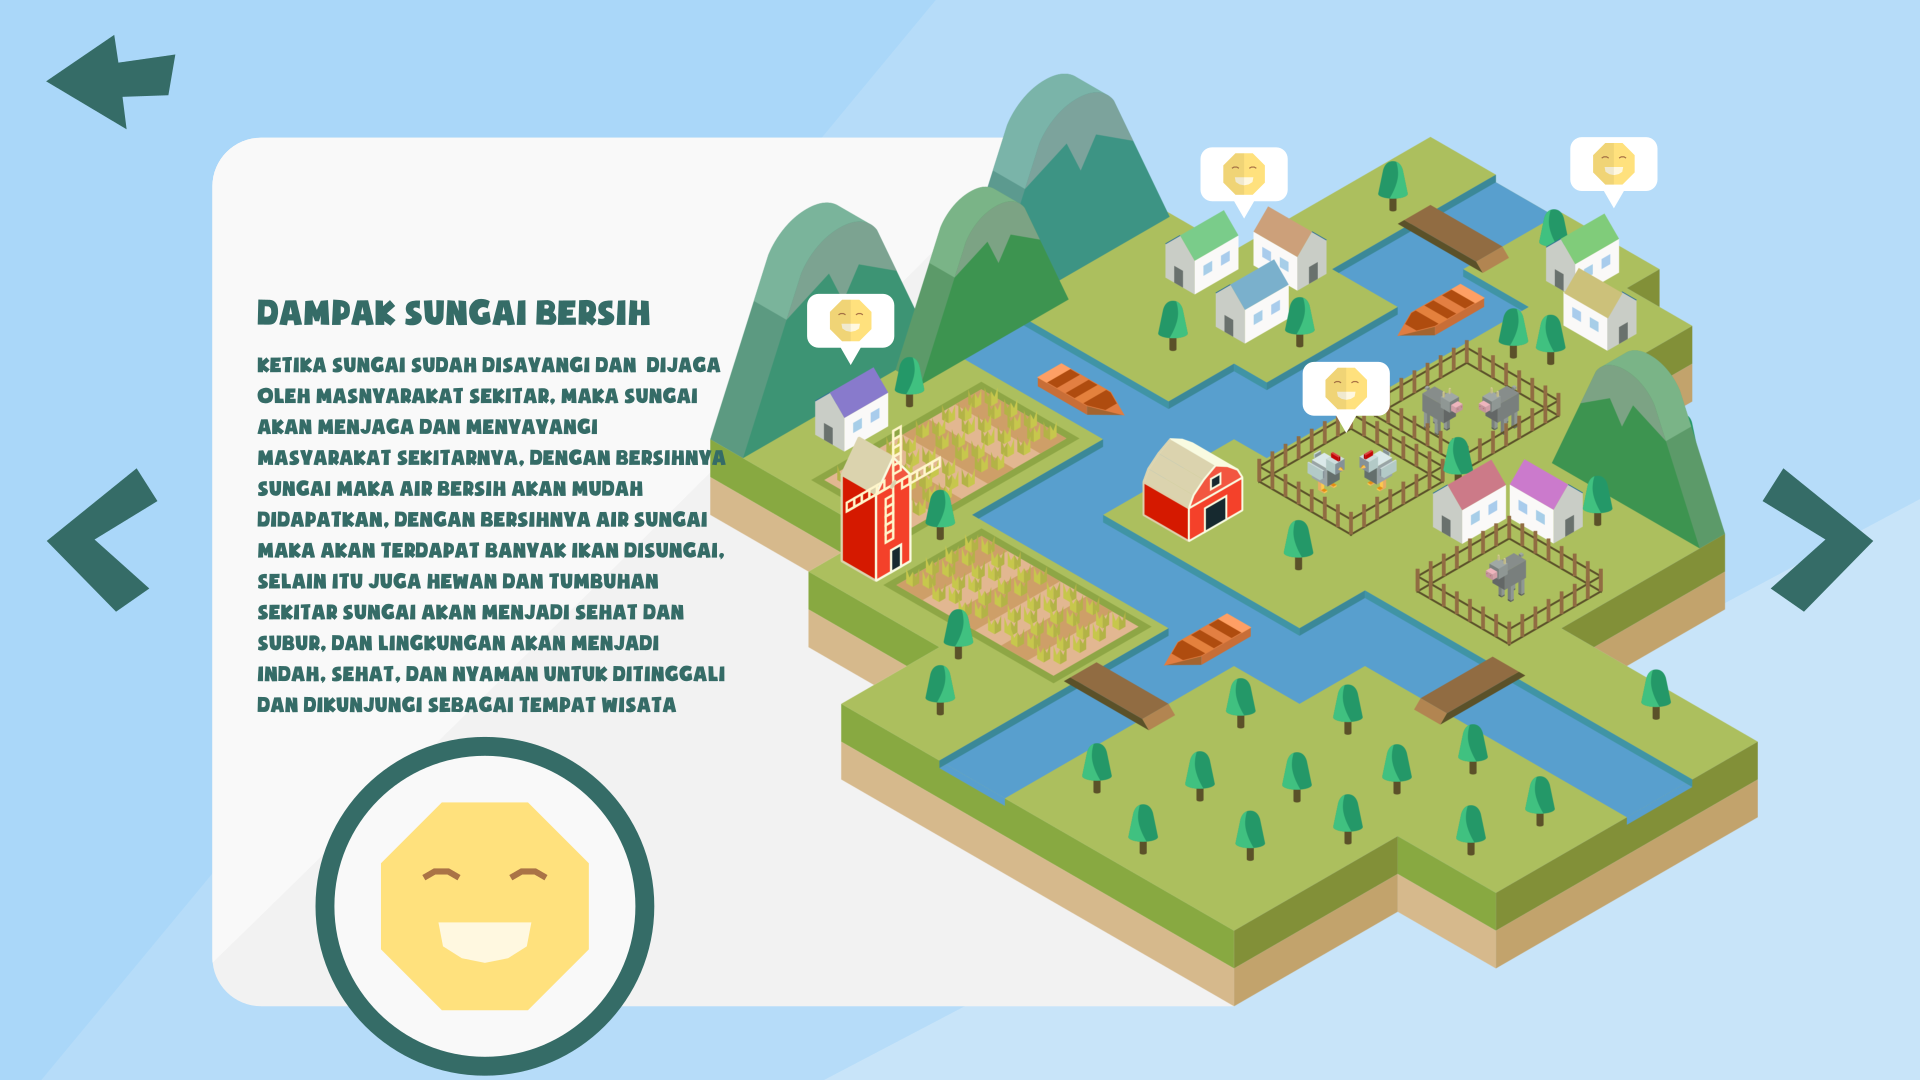 DAMPAK SUNGAI BERSIH
KETIKA SUNGAI SUDAH DISAYANGI DAN  DIJAGA
OLEH MASNYARAKAT SEKITAR, MAKA SUNGAI
AKAN MENJAGA DAN MENYAYANGI
MASYARAKAT SEKITARNYA, DENGAN BERSIHNYA
SUNGAI MAKA AIR BERSIH AKAN MUDAH
DIDAPATKAN, DENGAN BERSIHNYA AIR SUNGAI
MAKA AKAN TERDAPAT BANYAK IKAN DISUNGAI,
SELAIN ITU JUGA HEWAN DAN TUMBUHAN
SEKITAR SUNGAI AKAN MENJADI SEHAT DAN
SUBUR, DAN LINGKUNGAN AKAN MENJADI
INDAH, SEHAT, DAN NYAMAN UNTUK DITINGGALI
DAN DIKUNJUNGI SEBAGAI TEMPAT WISATA